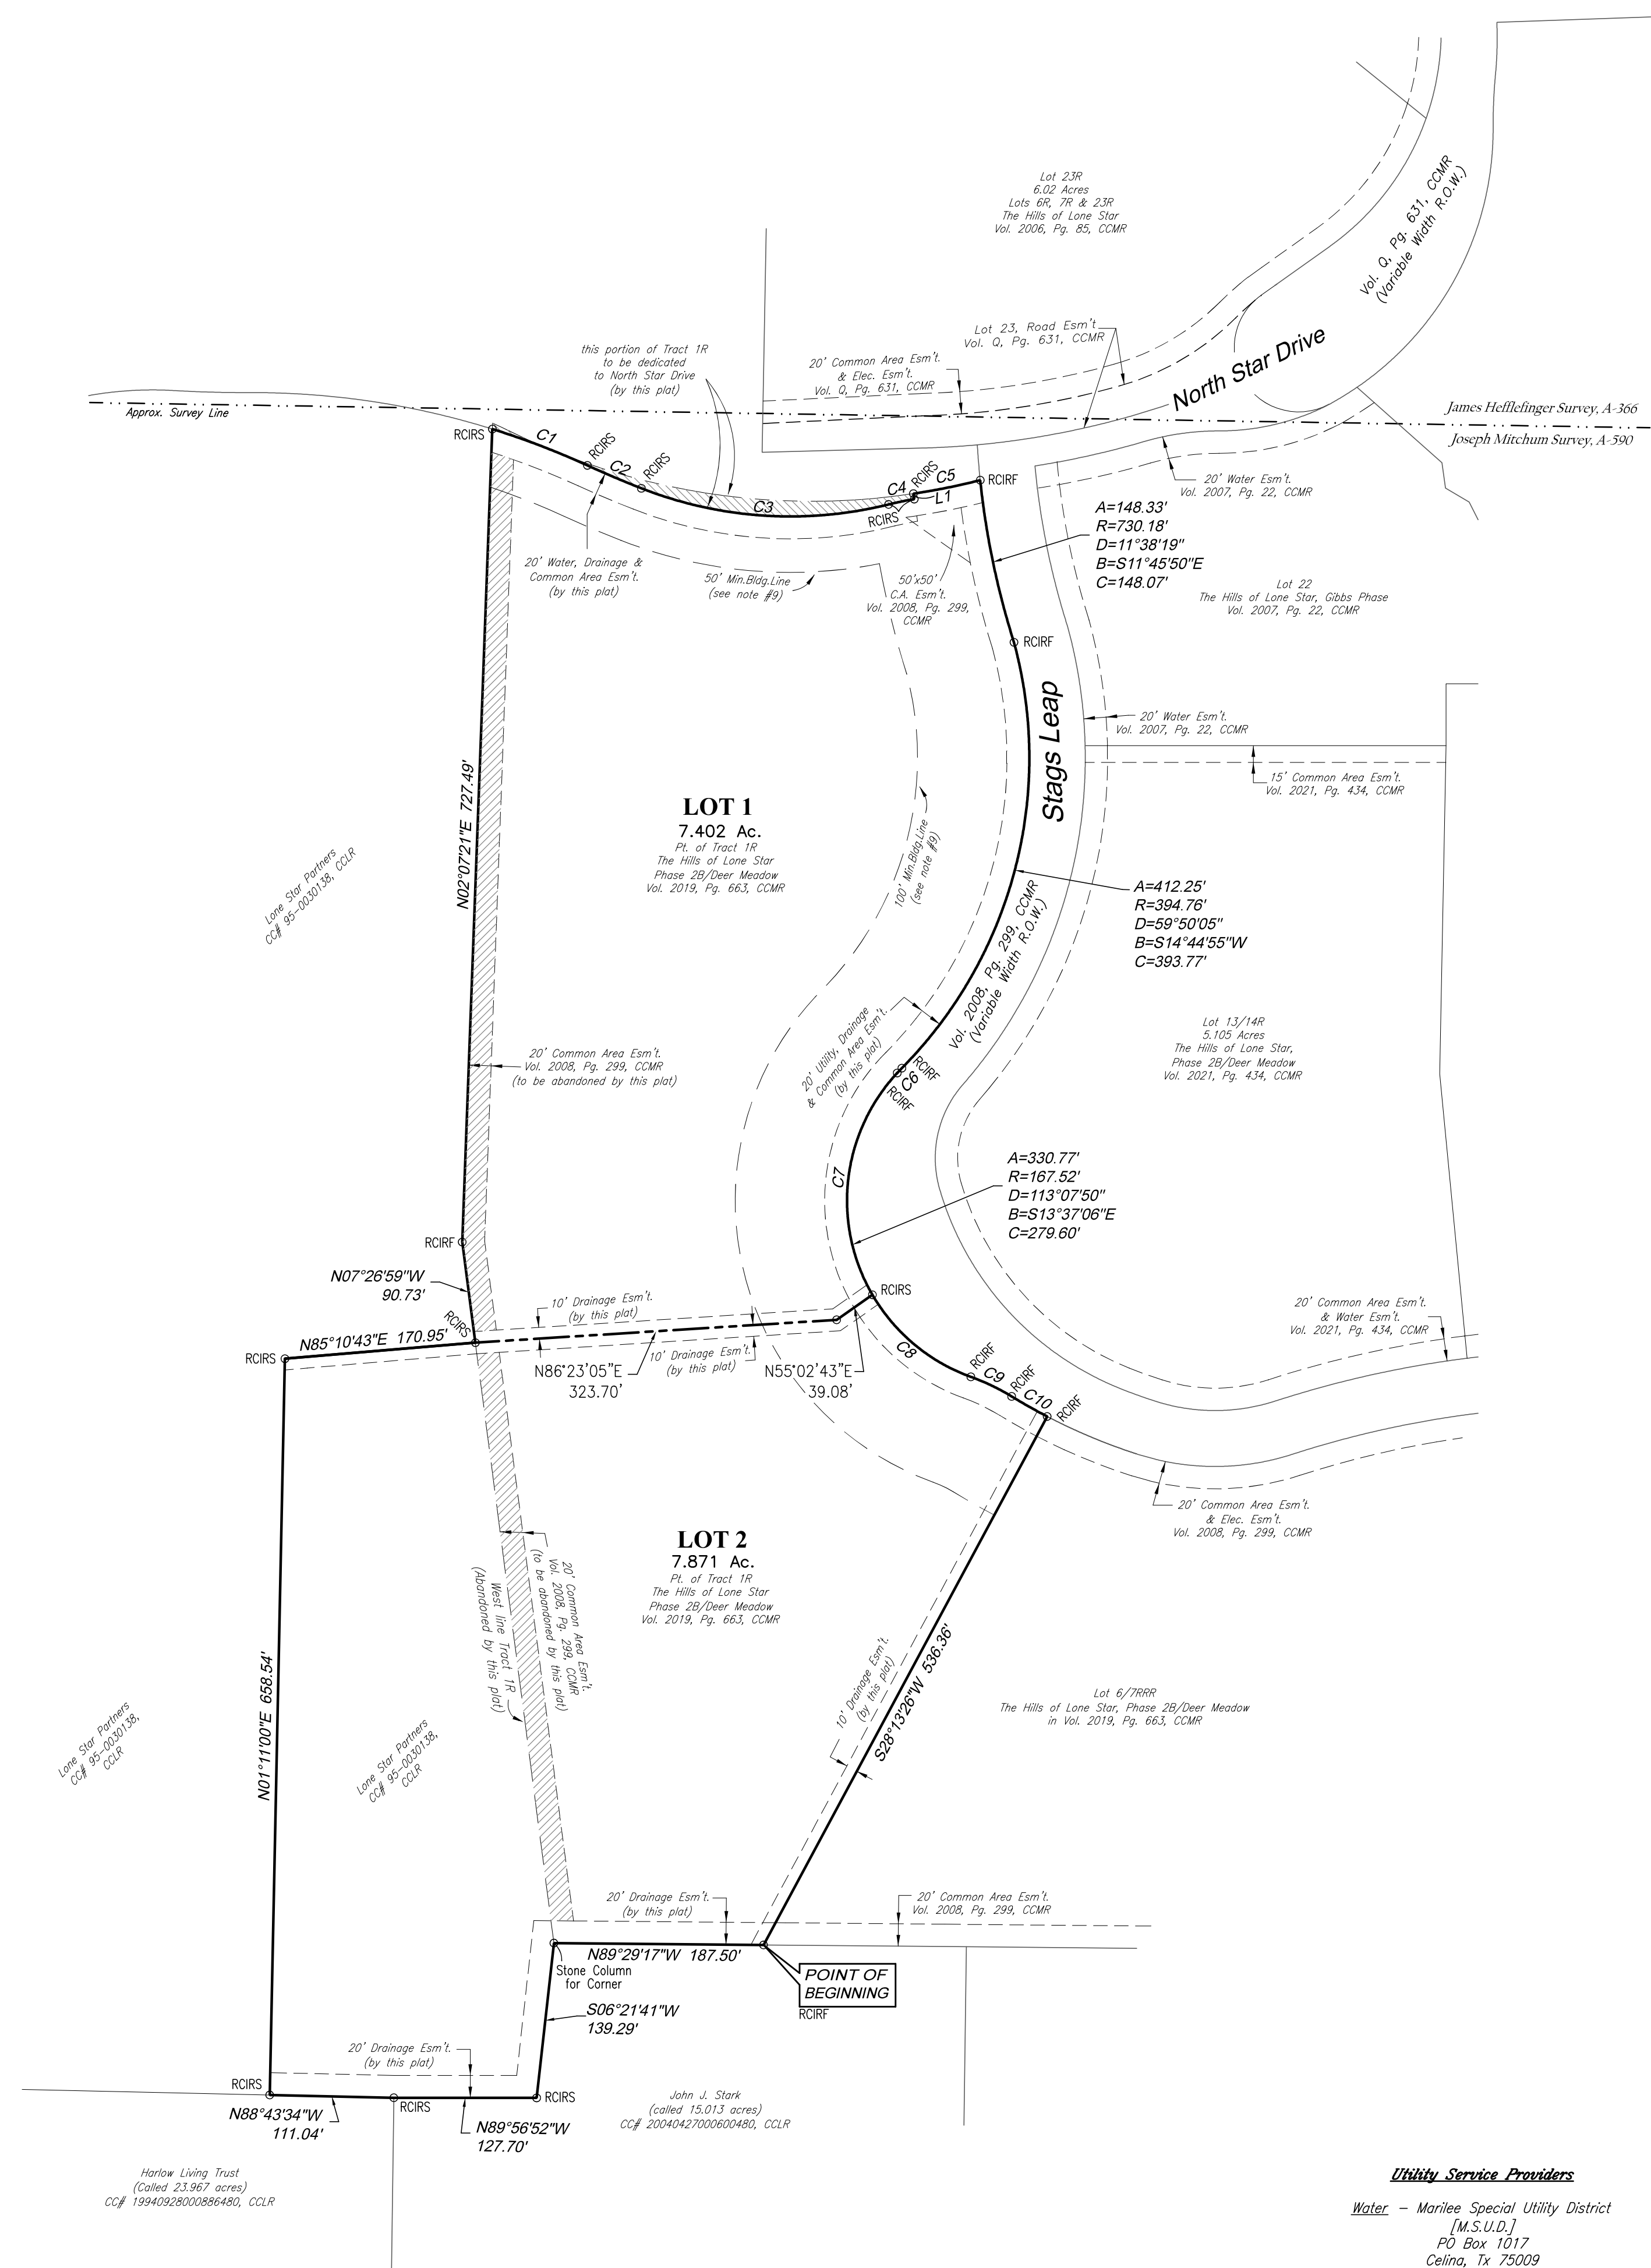 Lot 23R
6.02 Acres
Lots 6R, 7R & 23R
The Hills of Lone Star
Vol. 2006, Pg. 85, CCMR
Vol. Q, Pg. 631, CCMR
(Variable Width R.O.W.)
Lot 23, Road Esm't
Vol. Q, Pg. 631, CCMR
North Star Drive
this portion of Tract 1R
to be dedicated
to North Star Drive
(by this plat)
20' Common Area Esm't.
& Elec. Esm't.
Vol. Q, Pg. 631, CCMR
Approx. Survey Line
James Hefflefinger Survey, A-366
Joseph Mitchum Survey, A-590
RCIRS
C1
RCIRS
C2
RCIRS
C3
C4
RCIRS
C5
RCIRF
L1
RCIRS
20' Water Esm't.
Vol. 2007, Pg. 22, CCMR
A=148.33'
R=730.18'
D=11°38'19"
B=S11°45'50"E
C=148.07'
20' Water, Drainage &
Common Area Esm't.
(by this plat)
50' Min.Bldg.Line
(see note #9)
50'x50'
C.A. Esm't.
Vol. 2008, Pg. 299,
CCMR
Lot 22
The Hills of Lone Star, Gibbs Phase
Vol. 2007, Pg. 22, CCMR
RCIRF
Stags Leap
20' Water Esm't.
Vol. 2007, Pg. 22, CCMR
15' Common Area Esm't.
Vol. 2021, Pg. 434, CCMR
N02°07'21"E 727.49'
LOT 1
7.402 Ac.
Pt. of Tract 1R
The Hills of Lone Star
Phase 2B/Deer Meadow
Vol. 2019, Pg. 663, CCMR
100' Min.Bldg.Line
(see note #9)
Lone Star Partners
CC# 95-0030138, CCLR
A=412.25'
R=394.76'
D=59°50'05"
B=S14°44'55"W
C=393.77'
Vol. 2008, Pg. 299, CCMR
(Variable Width R.O.W.)
20' Utility, Drainage
& Common Area Esm't.
(by this plat)
Lot 13/14R
5.105 Acres
The Hills of Lone Star,
Phase 2B/Deer Meadow
Vol. 2021, Pg. 434, CCMR
20' Common Area Esm't.
Vol. 2008, Pg. 299, CCMR
(to be abandoned by this plat)
RCIRF
C6
RCIRF
C7
A=330.77'
R=167.52'
D=113°07'50"
B=S13°37'06"E
C=279.60'
RCIRF
N07°26'59"W
90.73'
RCIRS
RCIRS
10' Drainage Esm't.
(by this plat)
20' Common Area Esm't.
& Water Esm't.
Vol. 2021, Pg. 434, CCMR
RCIRS
N85°10'43"E 170.95'
N86°23'05"E
323.70'
10' Drainage Esm't.
(by this plat)
N55°02'43"E
39.08'
C8
RCIRF
C9
RCIRF
C10
RCIRF
20' Common Area Esm't.
& Elec. Esm't.
Vol. 2008, Pg. 299, CCMR
LOT 2
7.871 Ac.
Pt. of Tract 1R
The Hills of Lone Star
Phase 2B/Deer Meadow
Vol. 2019, Pg. 663, CCMR
20' Common Area Esm't.
Vol. 2008, Pg. 299, CCMR
(to be abandoned by this plat)
West line Tract 1R
(Abandoned by this plat)
N01°11'00"E 658.54'
10' Drainage Esm't.
(by this plat)
S28°13'26"W 536.36'
Lot 6/7RRR
The Hills of Lone Star, Phase 2B/Deer Meadow
in Vol. 2019, Pg. 663, CCMR
Lone Star Partners
CC# 95-0030138,
CCLR
Lone Star Partners
CC# 95-0030138,
CCLR
20' Drainage Esm't.
(by this plat)
20' Common Area Esm't.
Vol. 2008, Pg. 299, CCMR
N89°29'17"W 187.50'
Stone Column
for Corner
POINT OF
BEGINNING
RCIRF
S06°21'41"W
139.29'
20' Drainage Esm't.
(by this plat)
RCIRS
RCIRS
RCIRS
N88°43'34"W
111.04'
N89°56'52"W
127.70'
John J. Stark
(called 15.013 acres)
CC# 20040427000600480, CCLR
Harlow Living Trust
(Called 23.967 acres)
CC# 19940928000886480, CCLR
Utility Service Providers
Water – Marilee Special Utility District
[M.S.U.D.]
PO Box 1017
Celina, Tx 75009